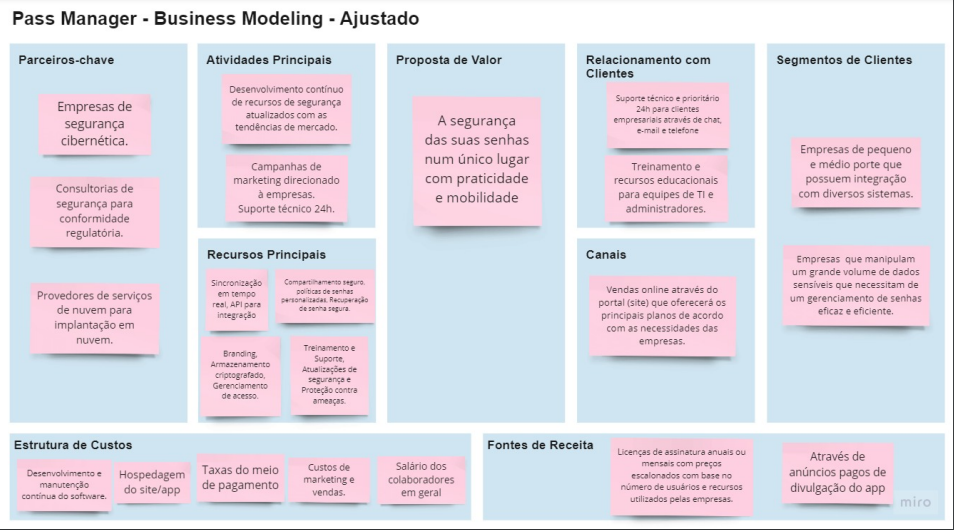 Pass Manager - Business Modeling - Ajustado
Parceiros-chave
Empresas de
segurança
cibernética.
Consultorias de
segurança para
conformidade
regulatória.
Provedores de serviços
de nuvem para
implantação em
nuvem.
Atividades Principais
Desenvolvimento contínuo
de recursos de segurança
atualizados com as
tendências de mercado.
Campanhas de
marketing direcionado
à empresas.
Suporte técnico 24h.
Recursos Principais
Sincronização
em tempo
real, API para
integração
Compartilhamento seguro,
políticas de senhas
personalizadas, Recuperação
de senha segura.
Branding,
Armazenamento
criptografado,
Gerenciamento
de acesso.
Treinamento e
Suporte,
Atualizações de
segurança e
Proteção contra
ameaças.
Proposta de Valor
A segurança
das suas senhas
num único lugar
com praticidade
e mobilidade
Relacionamento com
Clientes
Suporte técnico e prioritário
24h para clientes
empresariais através de chat,
e-mail e telefone
Treinamento e
recursos educacionais
para equipes de TI e
administradores.
Canais
Vendas online através do
portal (site) que oferecerá os
principais planos de acordo
com as necessidades das
empresas.
Segmentos de Clientes
Empresas de pequeno
e médio porte que
possuem integração
com diversos sistemas.
Empresas que manipulam
um grande volume de dados
sensíveis que necessitam de
um gerenciamento de senhas
eficaz e eficiente.
Estrutura de Custos
Desenvolvimento e
manutenção
contínua do software.
Hospedagem
do site/app
Taxas do meio
de pagamento
Custos de
marketing e
vendas.
Salário dos
colaboradores
em geral
Fontes de Receita
Licenças de assinatura anuais ou
mensais com preços
escalonados com base no
número de usuários e recursos
utilizados pelas empresas.
Através de
anúncios pagos de
divulgação do app
miro